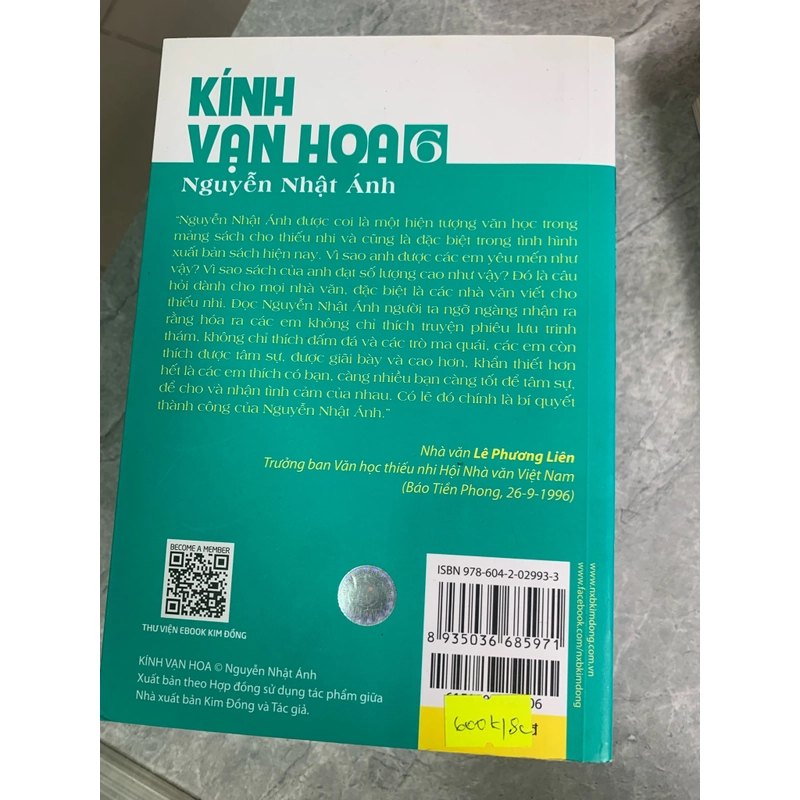 KÍNH
VẠN HOA 6
Nguyễn Nhật Ánh
"Nguyễn Nhật Ánh được coi là một hiện tượng văn học trong
mảng sách cho thiếu nhi và cũng là đặc biệt trong tình hình
xuất bản sách hiện nay. Vì sao anh được các em yêu mến như
vậy? Vì sao sách của anh đạt số lượng cao như vậy? Đó là câu
hỏi dành cho mọi nhà văn, đặc biệt là các nhà văn viết cho
thiếu nhi. Đọc Nguyễn Nhật Ánh người ta ngỡ ngàng nhận ra
rằng hóa ra các em không chỉ thích truyện phiêu lưu trinh
thám, không chỉ thích đấm đá và các trò ma quái, các em còn
thích được tâm sự, được giãi bày và cao hơn, khẩn thiết hơn
hết là các em thích có bạn, càng nhiều bạn càng tốt để tâm sự,
để cho và nhận tình cảm của nhau. Có lẽ đó chính là bí quyết
thành công của Nguyễn Nhật Ánh."
Nhà văn Lê Phương Liên
Trưởng ban Văn học thiếu nhi Hội Nhà văn Việt Nam
(Báo Tiền Phong, 26-9-1996)
BECOME A MEMBER
THƯ VIỆN EBOOK KIM ĐỒNG
KÍNH VẠN HOA © Nguyễn Nhật Ánh
Xuất bản theo Hợp đồng sử dụng tác phẩm giữa
Nhà xuất bản Kim Đồng và Tác giả.
ISBN 978-604-2-02993-3
8 935036 685971
06
600k/8c
www.nxbkimdong.com.vn
www.facebook.com/nxbkimdong